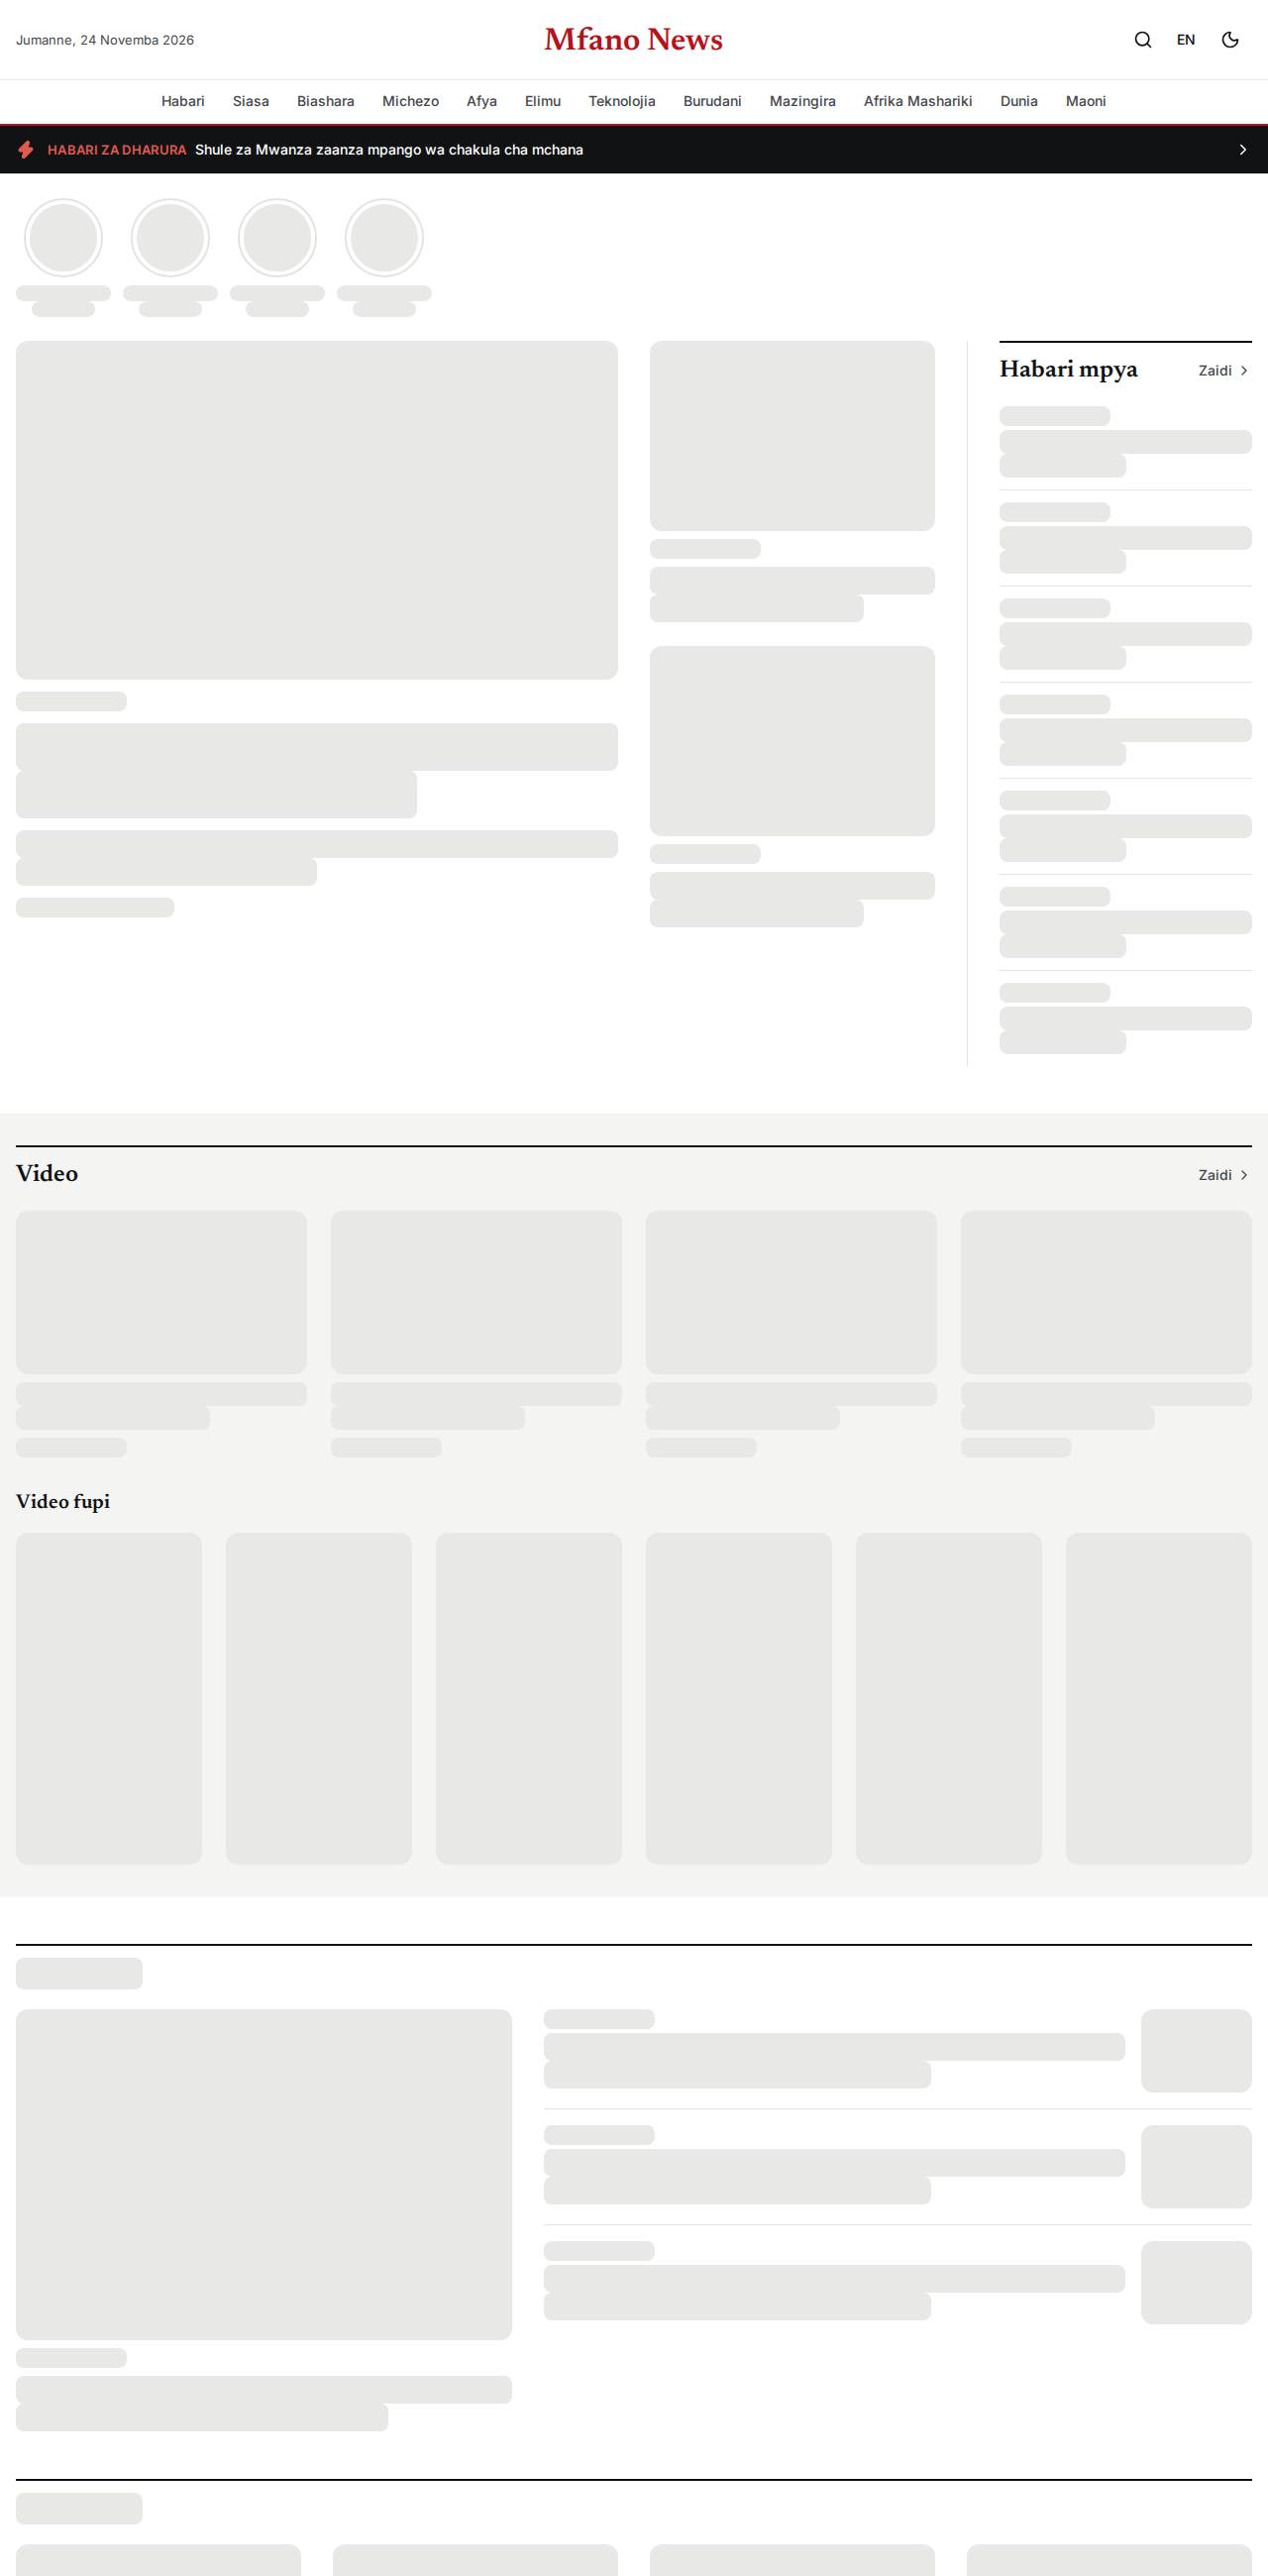 Jumanne, 24 Novemba 2026
Mfano News
EN
Habari Siasa Biashara Michezo Afya Elimu Teknolojia Burudani Mazingira Afrika Mashariki Dunia Maoni
HABARI ZA DHARURA Shule za Mwanza zaanza mpango wa chakula cha mchana
Habari mpya
Zaidi
Video
Zaidi
Video fupi